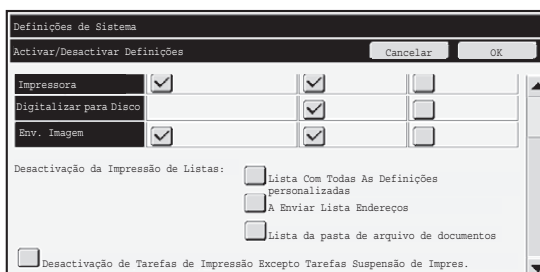 Definições de Sistema
Activar/Desactivar Definições
Cancelar
OK
Impressora
Digitalizar para Disco
Env. Imagem
Desactivação da Impressão de Listas:
Lista Com Todas As Definições
personalizadas
A Enviar Lista Endereços
Lista da pasta de arquivo de documentos
Desactivação de Tarefas de Impressão Excepto Tarefas Suspensão de Impres.